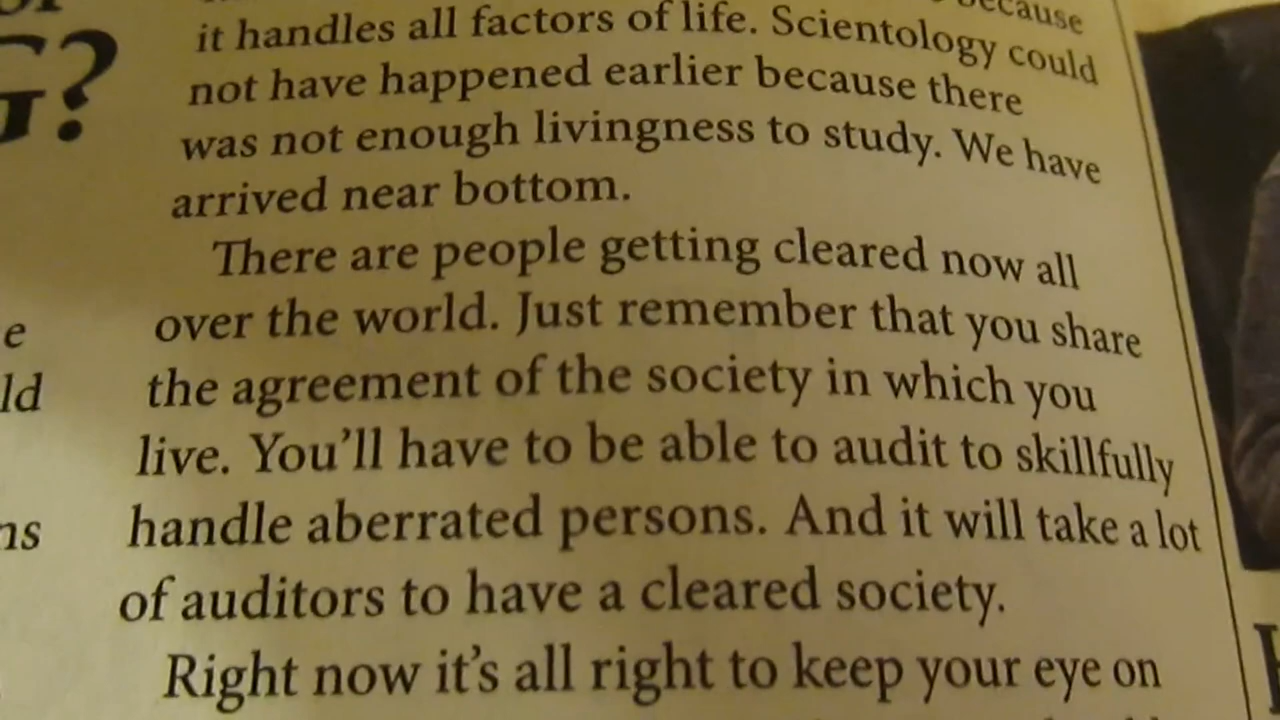 G?
because
it handles all factors of life. Scientology could
not have happened earlier because there
was not enough livingness to study. We have
arrived near bottom.
There are people getting cleared now all
over the world. Just remember that you share
the agreement of the society in which you
live. You'll have to be able to audit to skillfully
handle aberrated persons. And it will take a lot
of auditors to have a cleared society.
Right now it's all right to keep your eye on
e
ld
ns